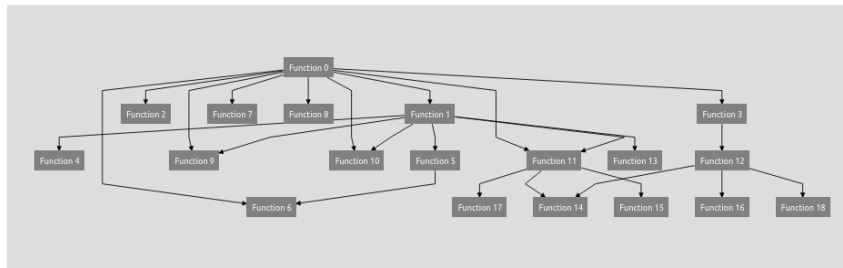 Function 0
Function 2
Function 7
Function 8
Function 1
Function 3
Function 4
Function 9
Function 10
Function 5
Function 11
Function 13
Function 12
Function 6
Function 17
Function 14
Function 15
Function 16
Function 18